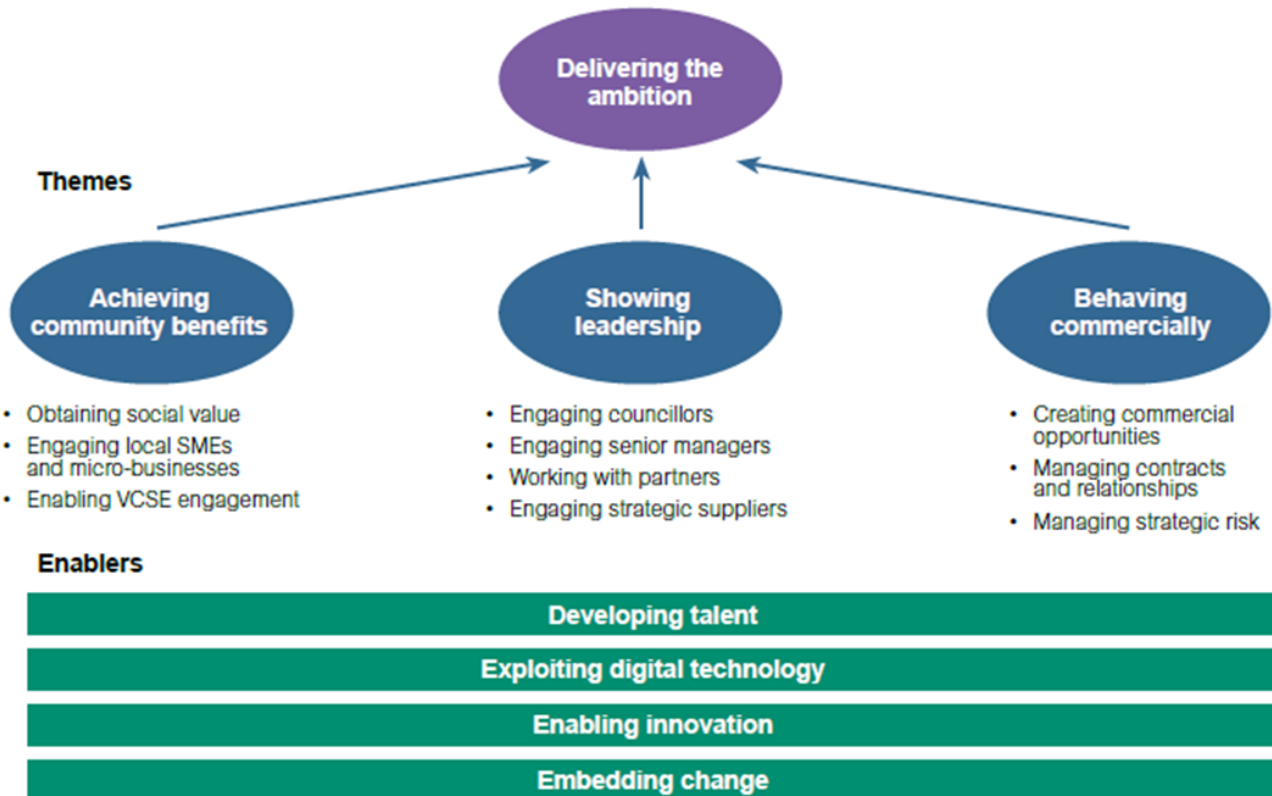 Delivering the
ambition
Themes
Achieving
community benefits
Showing
leadership
Behaving
commercially
• Obtaining social value
• Engaging local SMEs
and micro-businesses
• Enabling VCSE engagement
• Engaging councillors
• Engaging senior managers
• Working with partners
• Engaging strategic suppliers
• Creating commercial
opportunities
• Managing contracts
and relationships
• Managing strategic risk
Enablers
Developing talent
Exploiting digital technology
Enabling innovation
Embedding change